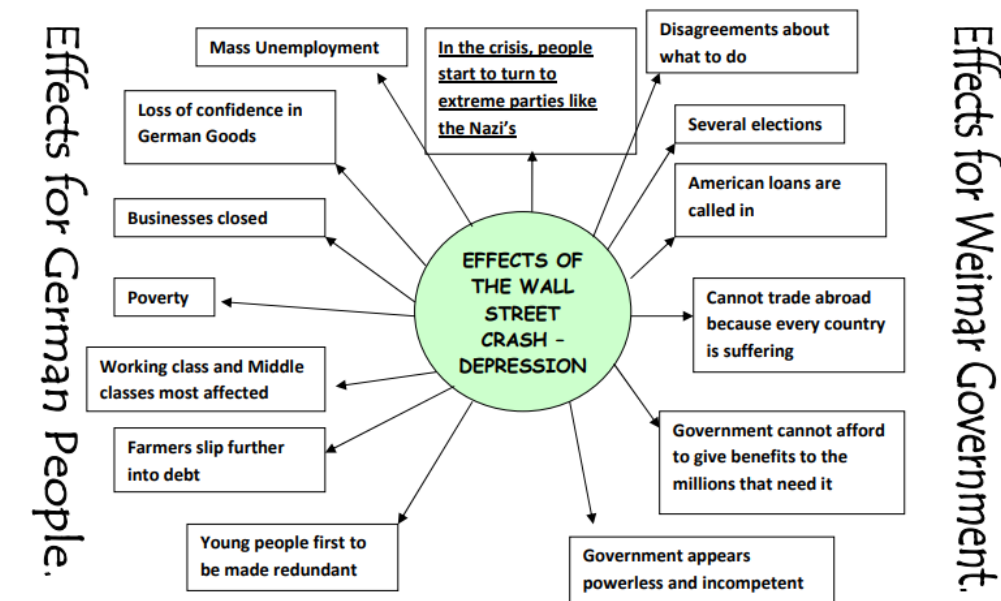 Effects for German People.
Mass Unemployment
Loss of confidence in
German Goods
Businesses closed
Poverty
Working class and Middle
classes most affected
Farmers slip further
into debt
Young people first to
be made redundant
In the crisis, people
start to turn to
extreme parties like
the Nazi's
EFFECTS OF
THE WALL
STREET
CRASH –
DEPRESSION
Disagreements about
what to do
Several elections
American loans are
called in
Cannot trade abroad
because every country
is suffering
Government cannot afford
to give benefits to the
millions that need it
Government appears
powerless and incompetent
Effects for Weimar Government.